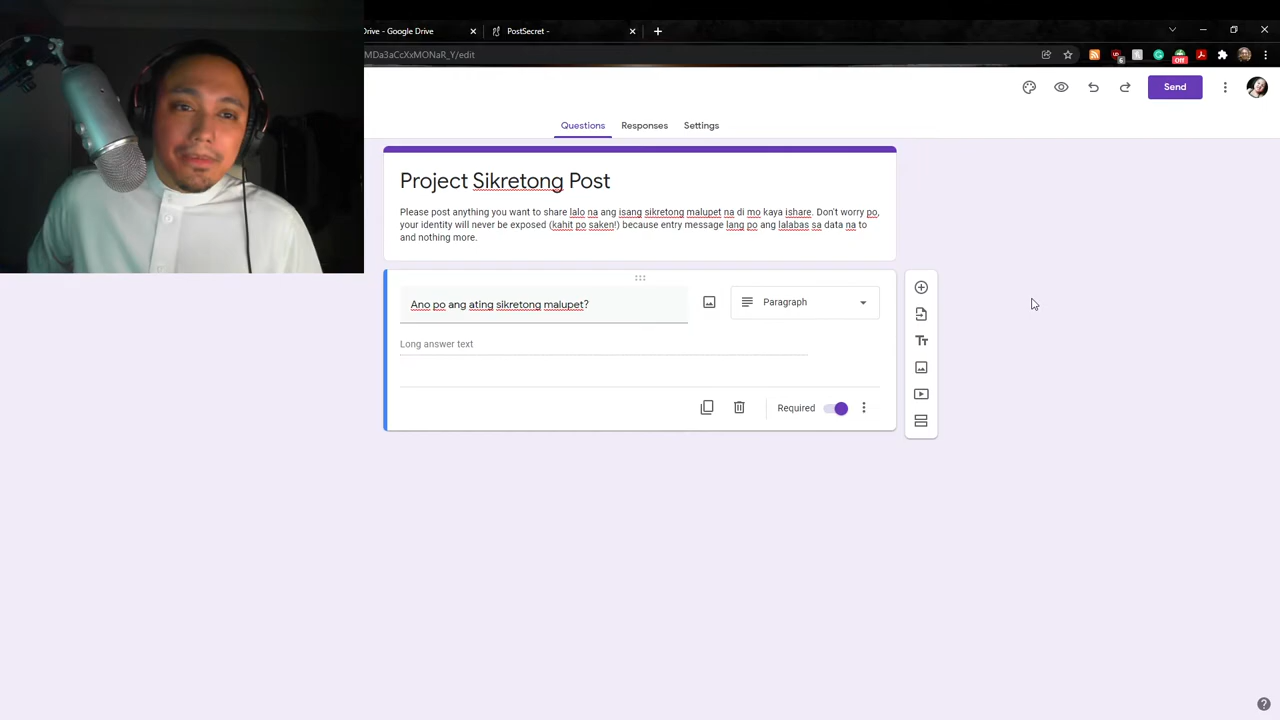 Drive - Google Drive
PostSecret -
MDa3aCcXxMONaR_Y/edit
6
Off
Send
Questions Responses Settings
Project Sikretong Post
Please post anything you want to share lalo na ang isang sikretong malupet na di mo kaya ishare. Don't worry po,
your identity will never be exposed (kahit po saken!) because entry message lang po ang lalabas sa data na to
and nothing more.
Ano po ang ating sikretong malupet?
Paragraph
Long answer text
Required